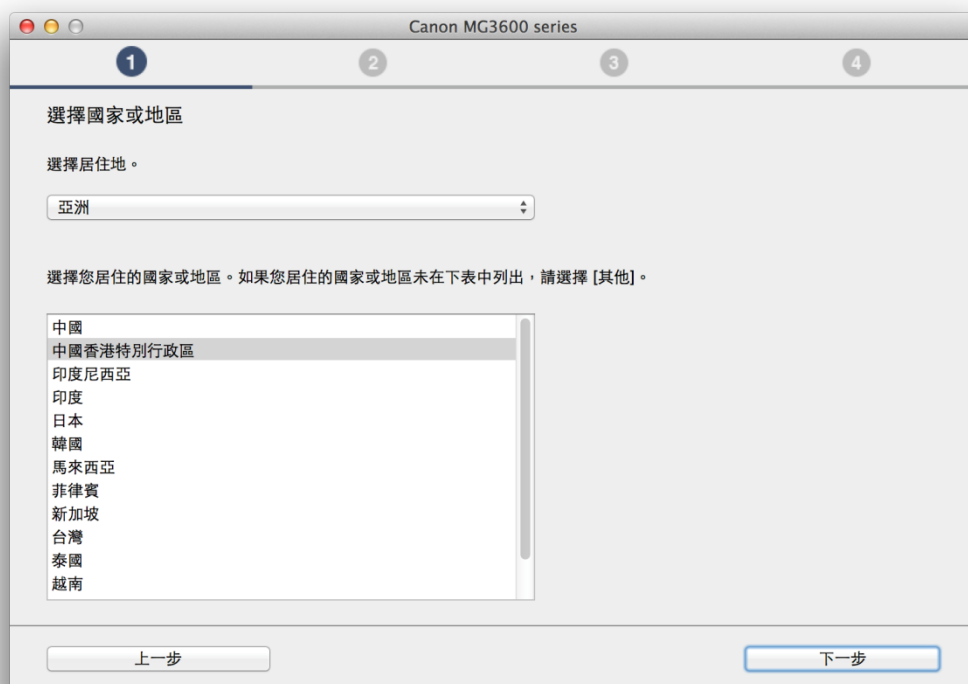 Canon MG3600 series
1 2 3 4
選擇國家或地區
選擇居住地。
亞洲
選擇您居住的國家或地區。如果您居住的國家或地區未在下表中列出，請選擇 [其他]。
中國
中國香港特別行政區
印度尼西亞
印度
日本
韓國
馬來西亞
菲律賓
新加坡
台灣
泰國
越南
上一步 下一步